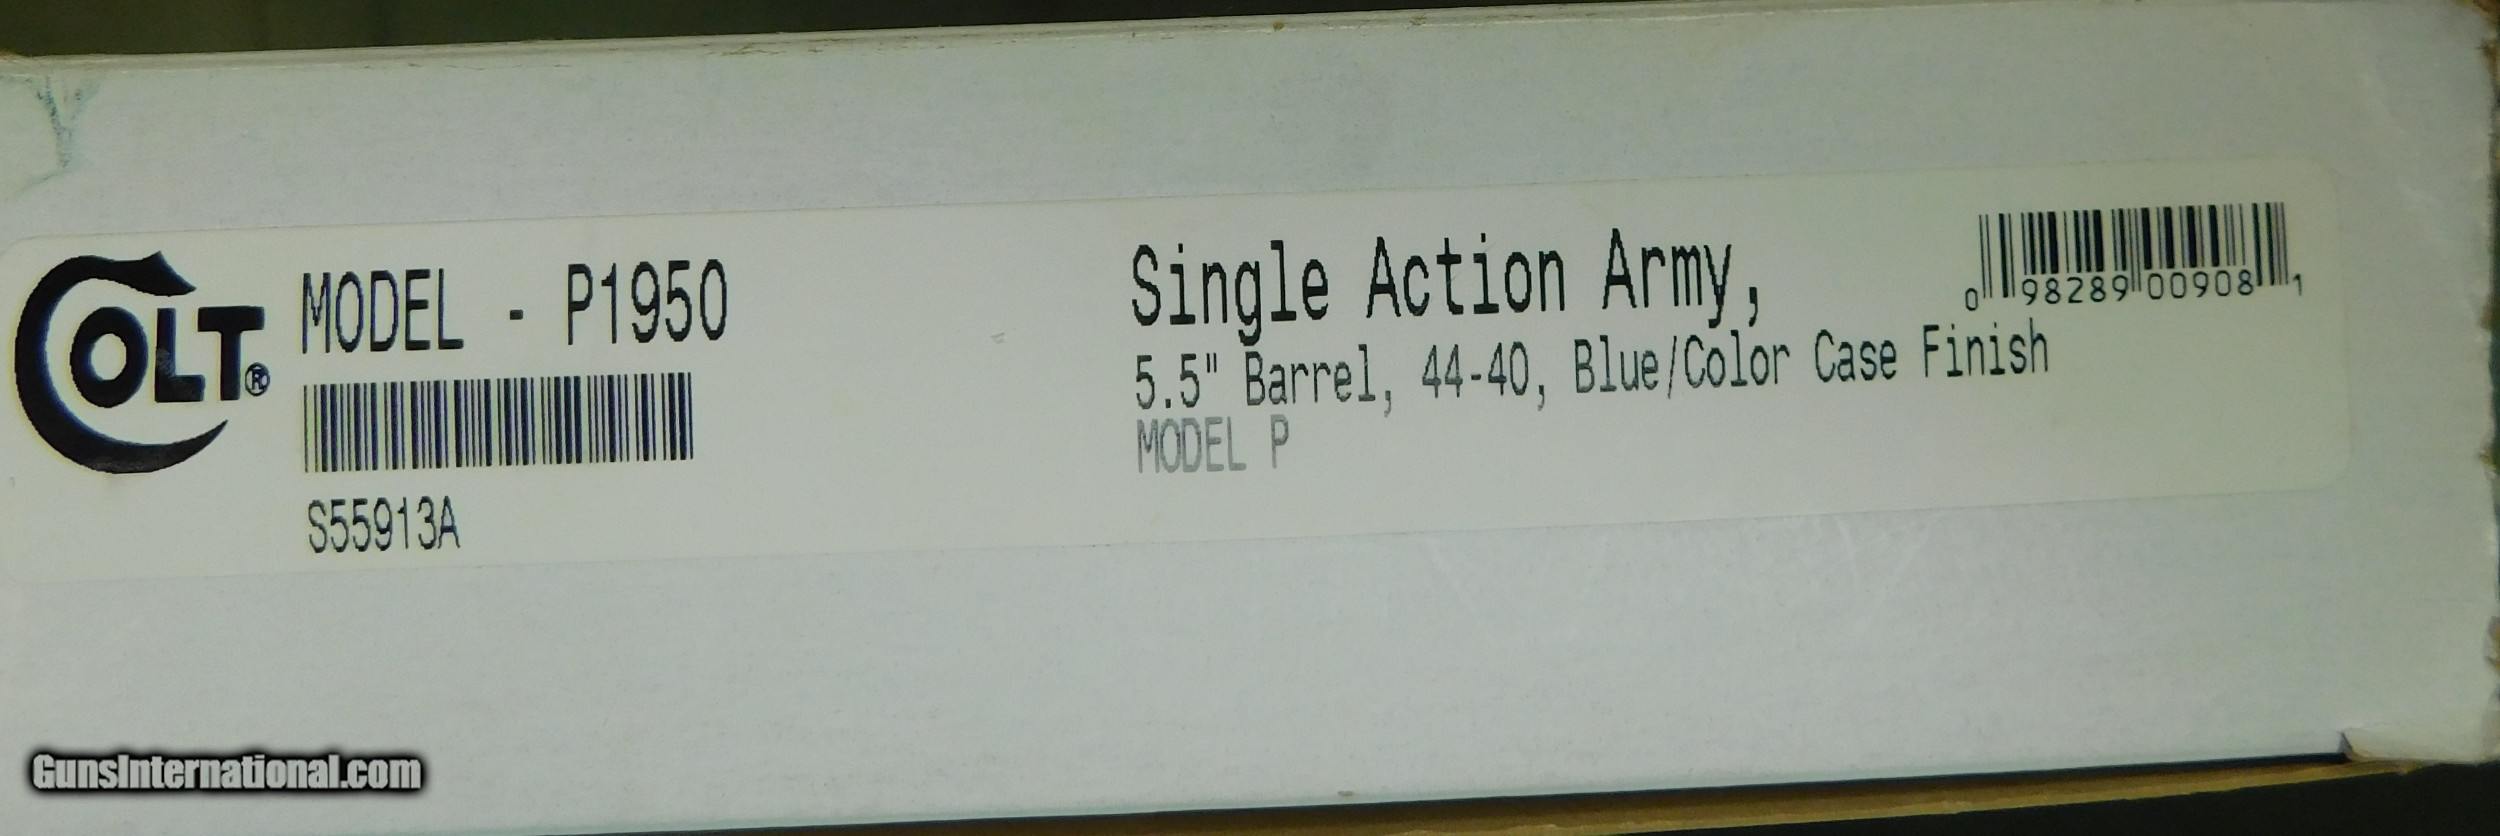 COLT®
MODEL - P1950
S55913A
Single Action Army,
5.5" Barrel, 44-40, Blue/Color Case Finish
MODEL P
0 98289 00908 1
GunsInternational.com